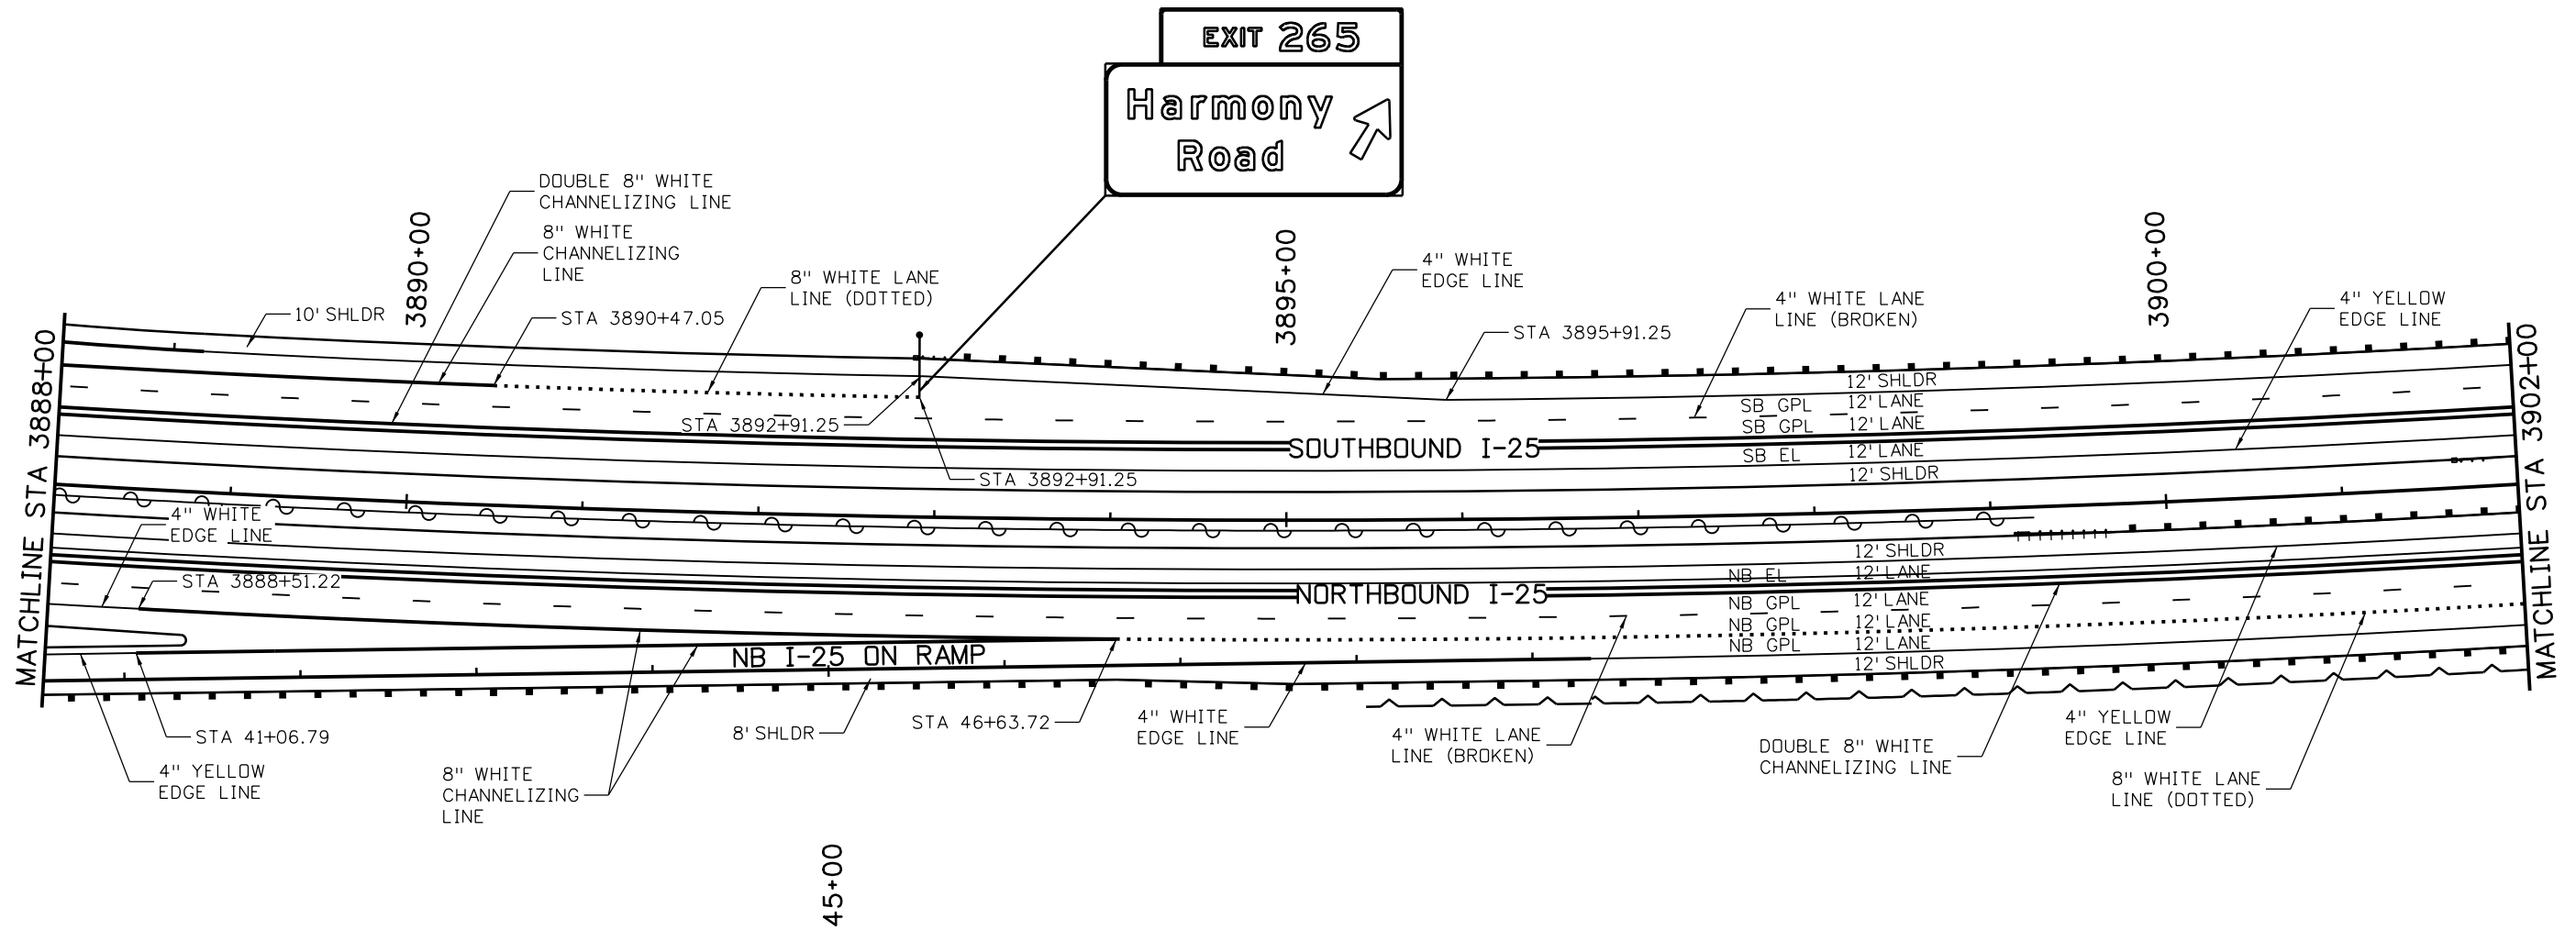 EXIT 265
Harmony
Road
DOUBLE 8" WHITE
CHANNELIZING LINE
8" WHITE
CHANNELIZING
LINE
8" WHITE LANE
LINE (DOTTED)
4" WHITE
EDGE LINE
4" WHITE LANE
LINE (BROKEN)
4" YELLOW
EDGE LINE
3890+00
3895+00
3900+00
10' SHLDR
STA 3890+47.05
STA 3895+91.25
MATCHLINE STA 3888+00
MATCHLINE STA 3902+00
12' SHLDR
SB GPL 12' LANE
SB GPL 12' LANE
STA 3892+91.25
SOUTHBOUND I-25
SB EL 12' LANE
12' SHLDR
STA 3892+91.25
4" WHITE
EDGE LINE
12' SHLDR
STA 3888+51.22
NB EL 12' LANE
NORTHBOUND I-25
NB GPL 12' LANE
NB GPL 12' LANE
NB GPL 12' LANE
12' SHLDR
NB I-25 ON RAMP
STA 41+06.79
4" YELLOW
EDGE LINE
8" WHITE
CHANNELIZING
LINE
8' SHLDR
STA 46+63.72
4" WHITE
EDGE LINE
4" WHITE LANE
LINE (BROKEN)
DOUBLE 8" WHITE
CHANNELIZING LINE
4" YELLOW
EDGE LINE
8" WHITE LANE
LINE (DOTTED)
45+00